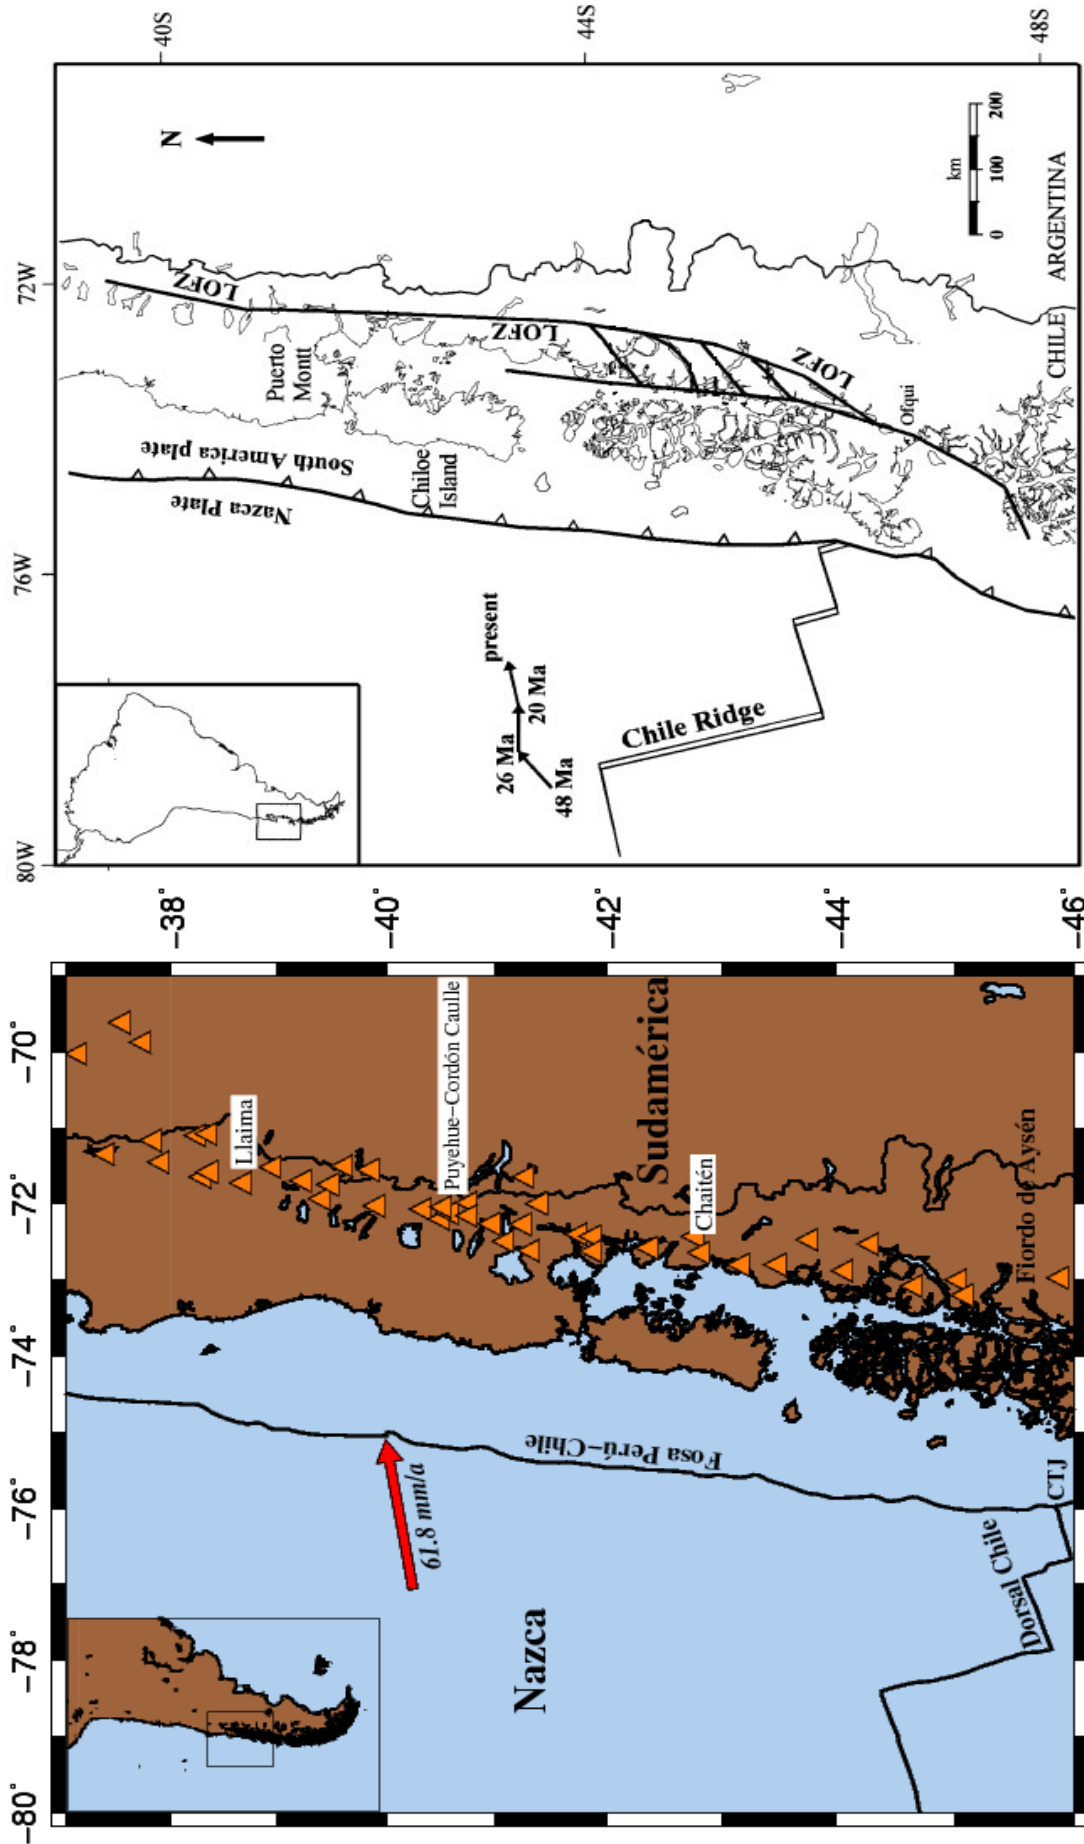 80W
76W
72W
40S
44S
48S
N
LOFZ
LOFZ
LOFZ
Puerto
Montt
South America plate
Nazca Plate
Chiloe
Island
present
20 Ma
26 Ma
48 Ma
Chile Ridge
Ofqui
km
0 100 200
CHILE ARGENTINA
-80°
-78°
-76°
-74°
-72°
-70°
-38°
-40°
-42°
-44°
-46°
Llaima
Puyehue-Cordón Caulle
Sudamérica
Chaitén
Fiordo de Aysén
61.8 mm/a
Fosa Perú-Chile
Nazca
CTJ
Dorsal Chile